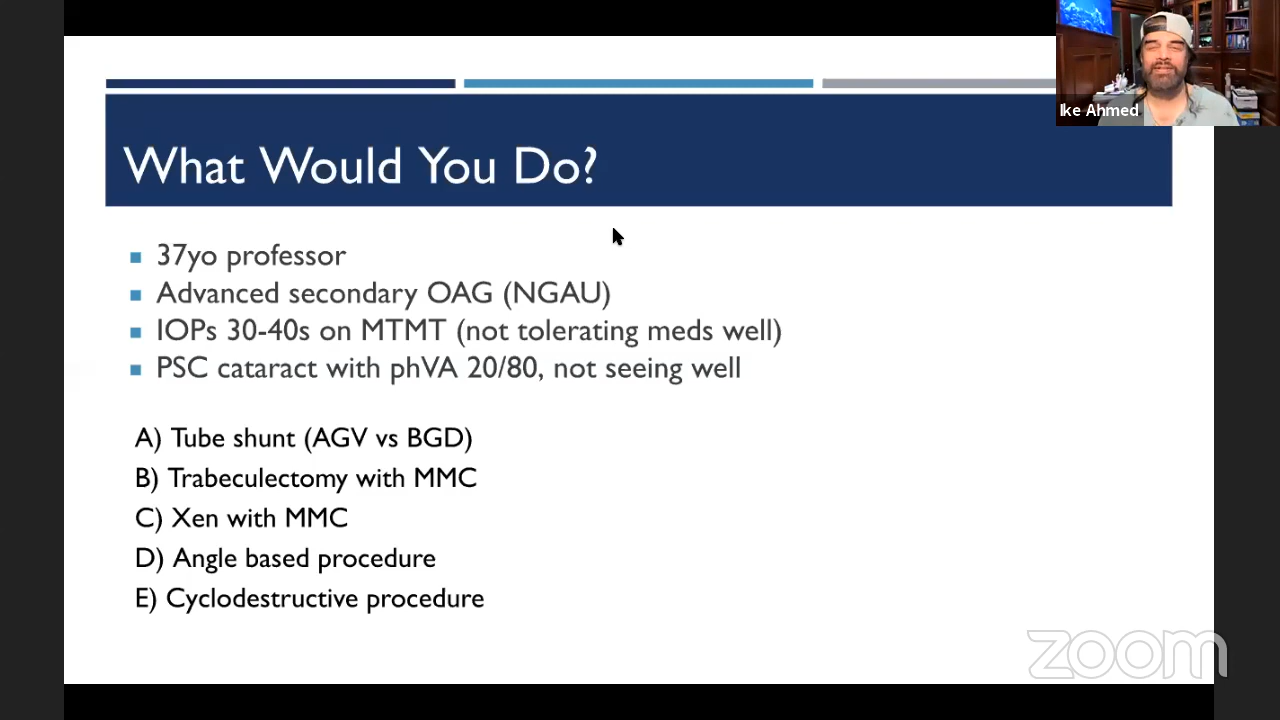 Ike Ahmed
What Would You Do?
37yo professor
Advanced secondary OAG (NGAU)
IOPs 30-40s on MTMT (not tolerating meds well)
PSC cataract with phVA 20/80, not seeing well
A) Tube shunt (AGV vs BGD)
B) Trabeculectomy with MMC
C) Xen with MMC
D) Angle based procedure
E) Cyclodestructive procedure
zoom